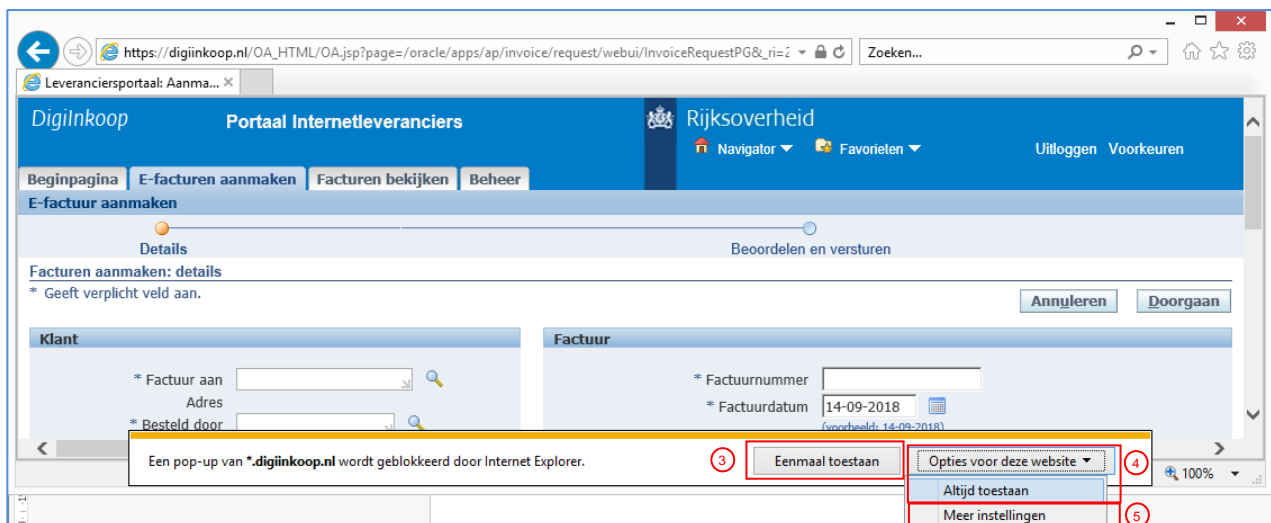 https://digiinkoop.nl/OA_HTML/OA.jsp?page=/oracle/apps/ap/invoice/request/webui/InvoiceRequestPG&_ri=2 Zoeken...
Leveranciersportaal: Aanma...
DigiInkoop Portaal Internetleveranciers Rijksoverheid
Navigator Favorieten Uitloggen Voorkeuren
Beginpagina E-facturen aanmaken Facturen bekijken Beheer
E-factuur aanmaken
Details Beoordelen en versturen
Facturen aanmaken: details
* Geeft verplicht veld aan.
Annuleren Doorgaan
Klant Factuur
* Factuur aan * Factuurnummer
Adres * Factuurdatum 14-09-2018
* Besteld door (voorbeeld: 14-09-2018)
Een pop-up van *.digiinkoop.nl wordt geblokkeerd door Internet Explorer. 3 Eenmaal toestaan Opties voor deze website 4
100%
Altijd toestaan
Meer instellingen 5